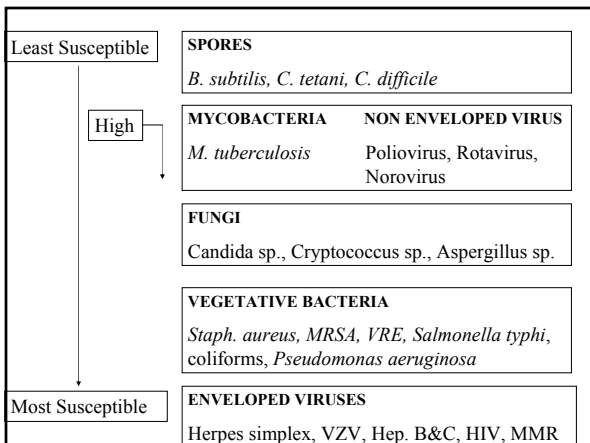 Least Susceptible
SPORES
B. subtilis, C. tetani, C. difficile
High
MYCOBACTERIA NON ENVELOPED VIRUS
M. tuberculosis Poliovirus, Rotavirus,
Norovirus
FUNGI
Candida sp., Cryptococcus sp., Aspergillus sp.
VEGETATIVE BACTERIA
Staph. aureus, MRSA, VRE, Salmonella typhi,
coliforms, Pseudomonas aeruginosa
Most Susceptible
ENVELOPED VIRUSES
Herpes simplex, VZV, Hep. B&C, HIV, MMR